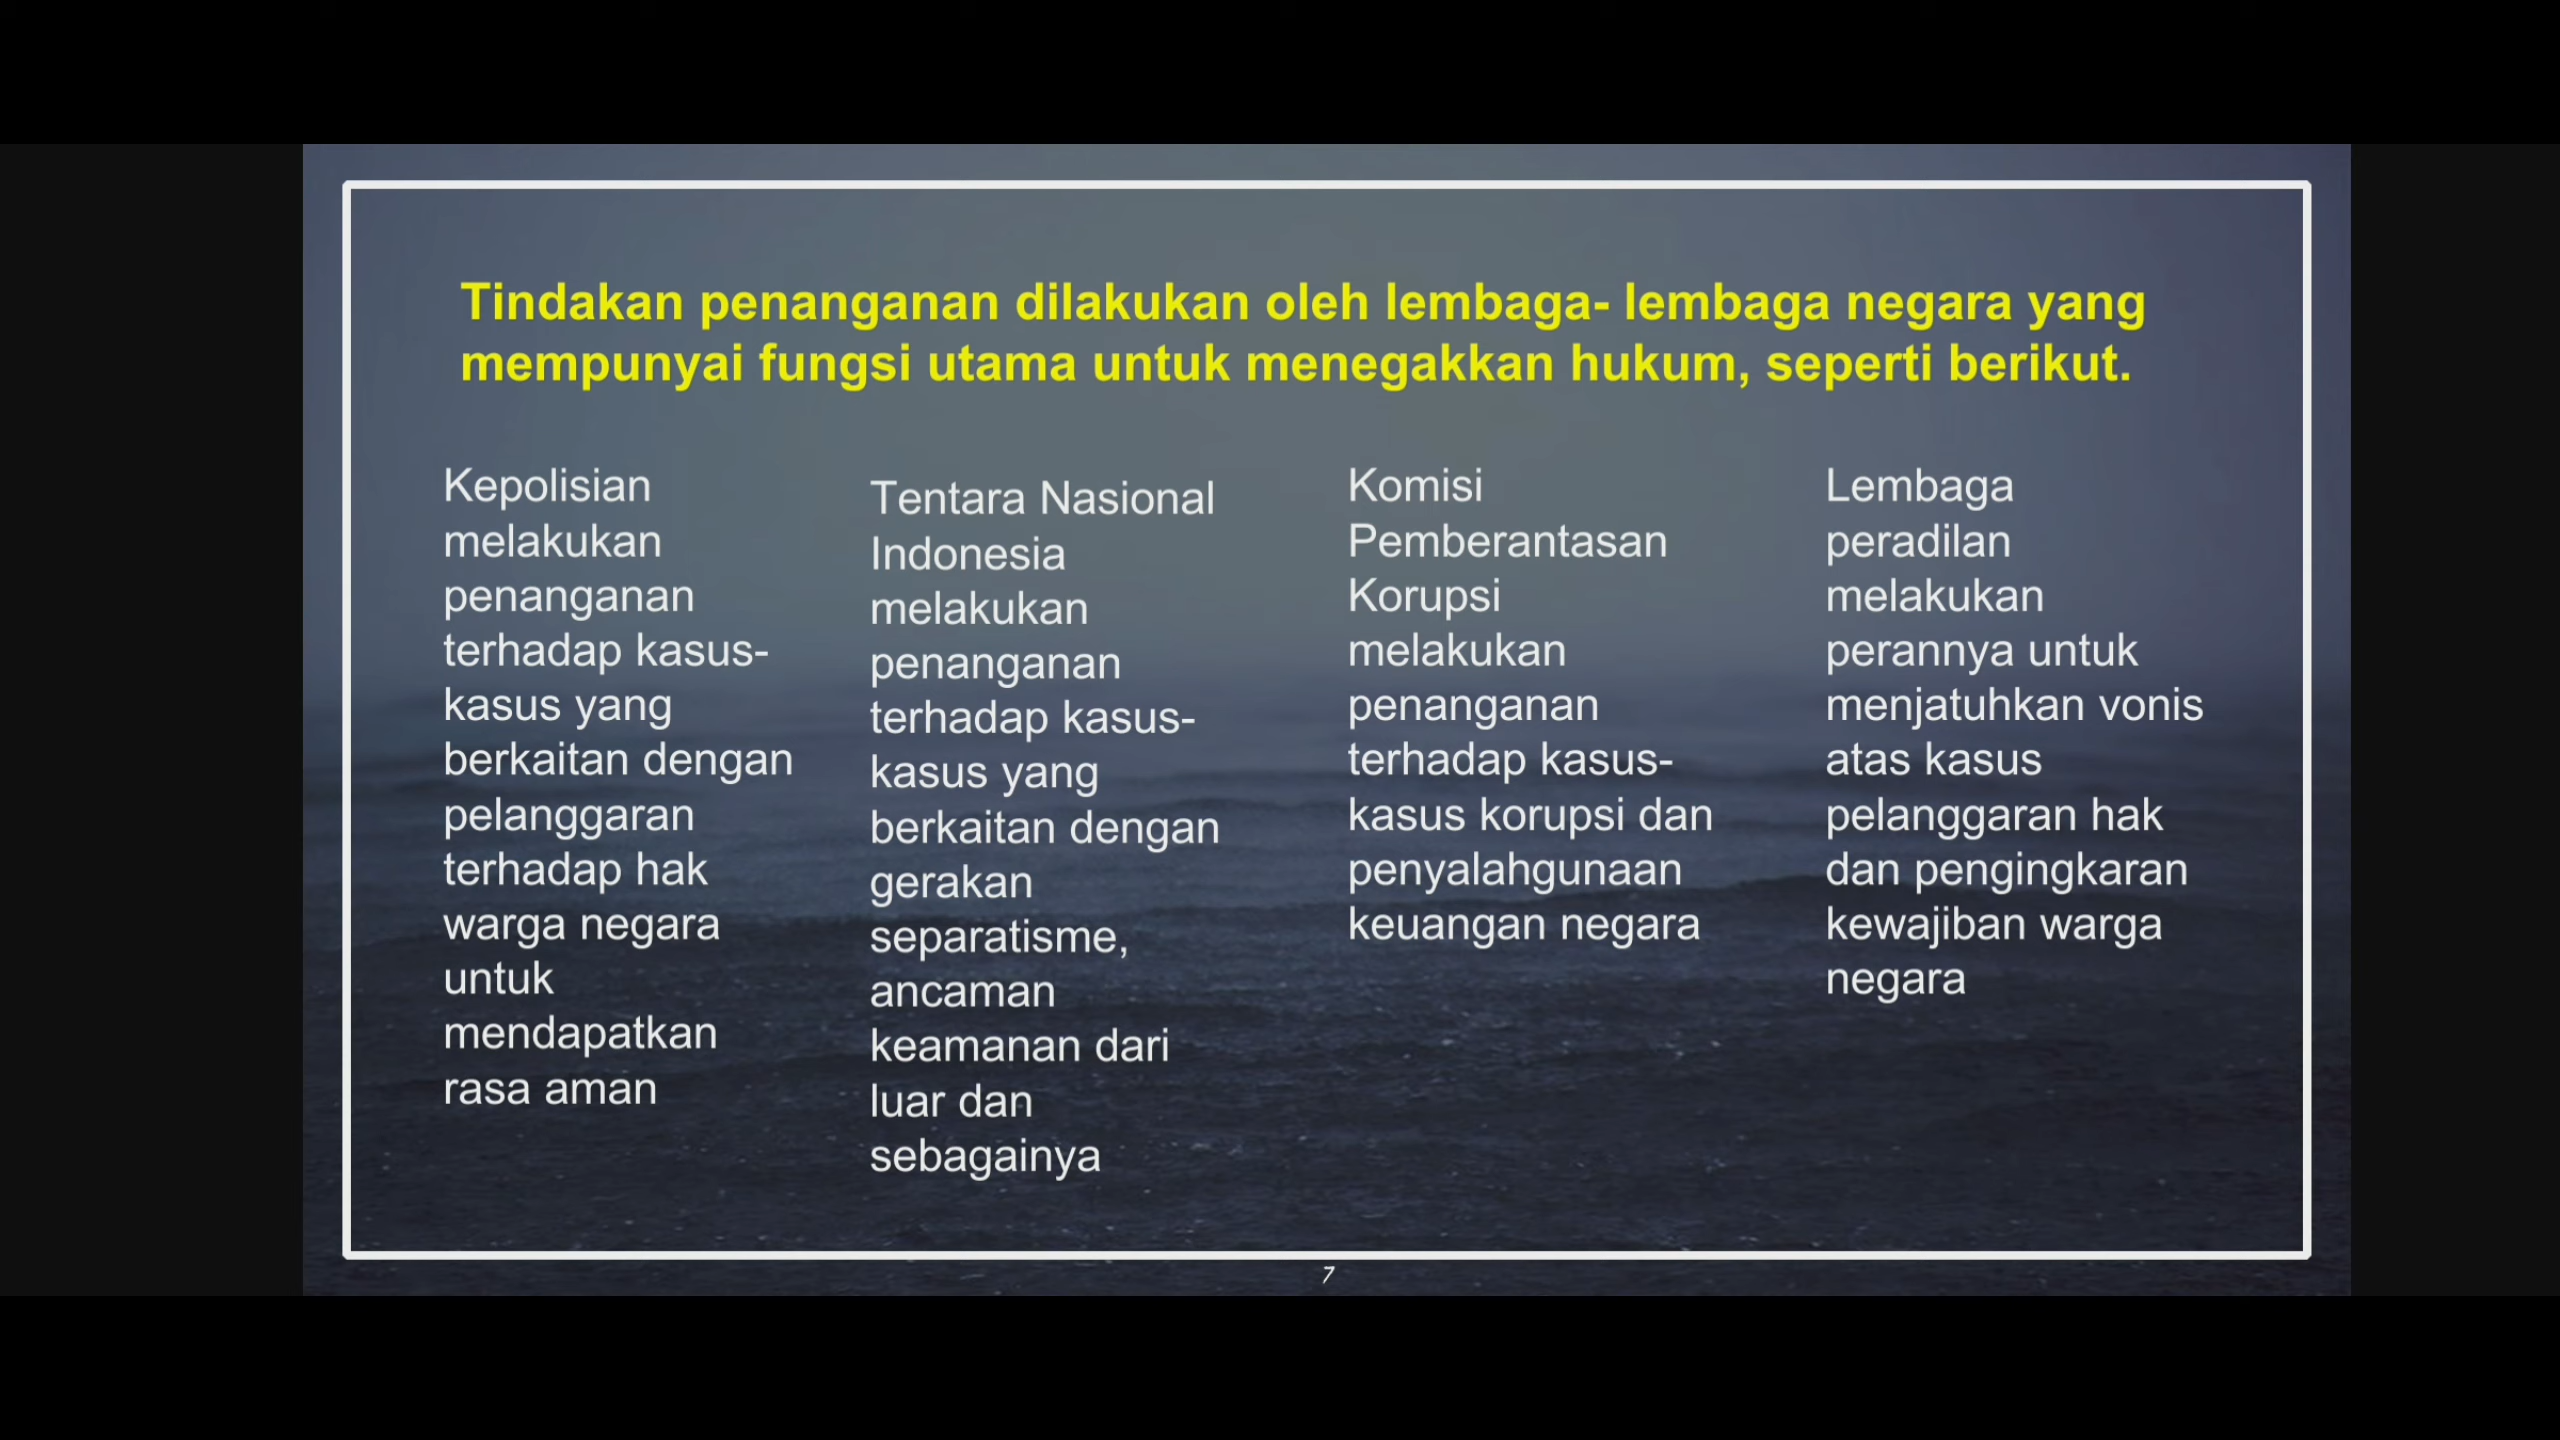 Tindakan penanganan dilakukan oleh lembaga- lembaga negara yang
mempunyai fungsi utama untuk menegakkan hukum, seperti berikut.
Kepolisian
melakukan
penanganan
terhadap kasus-
kasus yang
berkaitan dengan
pelanggaran
terhadap hak
warga negara
untuk
mendapatkan
rasa aman
Tentara Nasional
Indonesia
melakukan
penanganan
terhadap kasus-
kasus yang
berkaitan dengan
gerakan
separatisme,
ancaman
keamanan dari
luar dan
sebagainya
Komisi
Pemberantasan
Korupsi
melakukan
penanganan
terhadap kasus-
kasus korupsi dan
penyalahgunaan
keuangan negara
Lembaga
peradilan
melakukan
perannya untuk
menjatuhkan vonis
atas kasus
pelanggaran hak
dan pengingkaran
kewajiban warga
negara
7